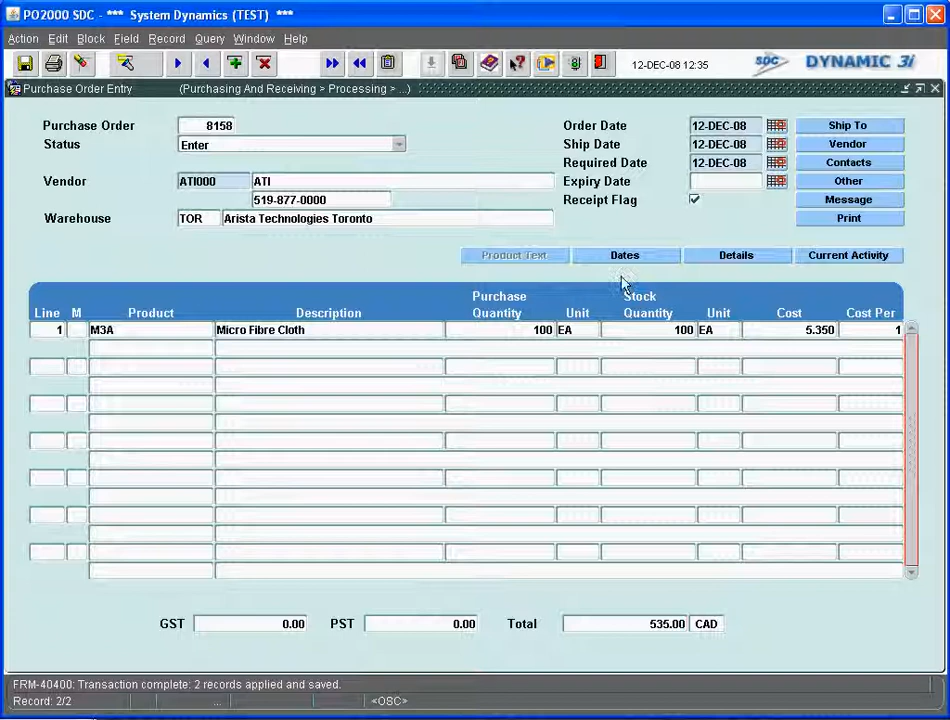 PO2000 SDC - *** System Dynamics (TEST) ***
Action Edit Block Field Record Query Window Help
12-DEC-08 12:35 SDC DYNAMIC 3i
Purchase Order Entry (Purchasing And Receiving > Processing > ...)
Purchase Order 8158 Order Date 12-DEC-08 Ship To
Status Enter Ship Date 12-DEC-08 Vendor
Required Date 12-DEC-08 Contacts
Vendor ATI000 ATI Expiry Date Other
519-877-0000 Receipt Flag Message
Warehouse TOR Arista Technologies Toronto Print
Product Text Dates Details Current Activity
Purchase Stock
Line M Product Description Quantity Unit Quantity Unit Cost Cost Per
1 M3A Micro Fibre Cloth 100 EA 100 EA 5.350 1
GST 0.00 PST 0.00 Total 535.00 CAD
FRM-40400: Transaction complete: 2 records applied and saved.
Record: 2/2 ... <OSC>